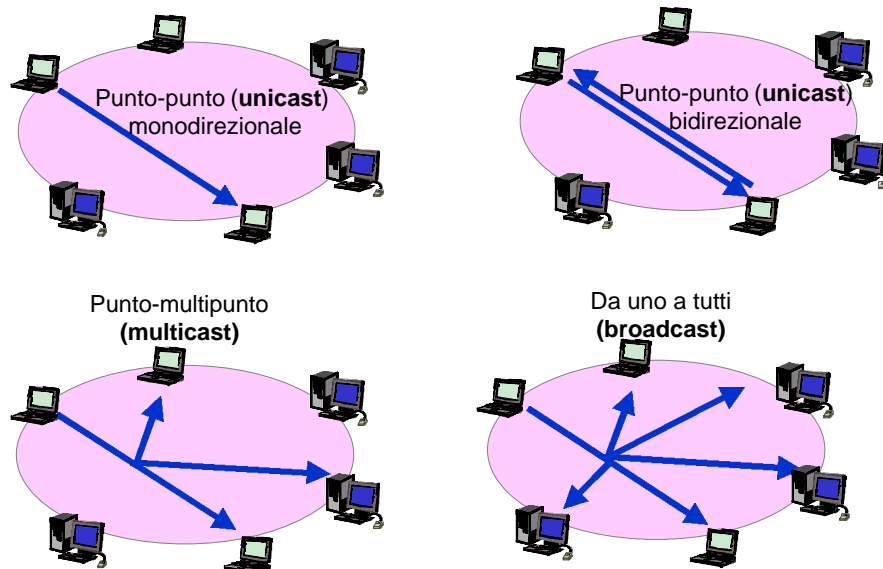 Punto-punto (unicast)
monodirezionale
Punto-punto (unicast)
bidirezionale
Punto-multipunto
(multicast)
Da uno a tutti
(broadcast)